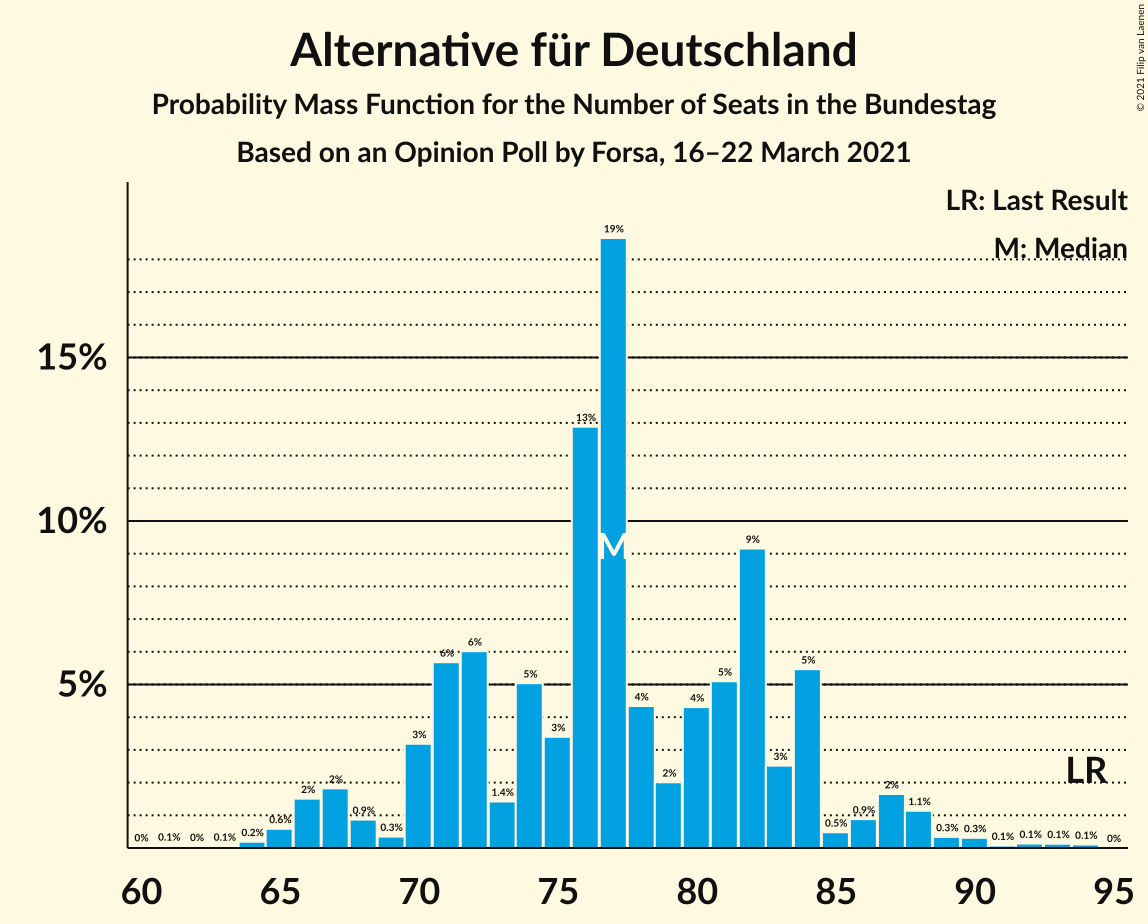 © 2021 Filip van Laenen
Alternative für Deutschland
Probability Mass Function for the Number of Seats in the Bundestag
Based on an Opinion Poll by Forsa, 16–22 March 2021
LR: Last Result
M: Median
15%
10%
5%
0% 0.1% 0% 0.1% 0.2% 0.6% 2% 2% 0.9% 0.3% 3% 6% 6% 1.4% 5% 3% 13% 19% 4% 2% 4% 5% 9% 3% 5% 0.5% 0.9% 2% 1.1% 0.3% 0.3% 0.1% 0.1% 0.1% 0.1% 0%
M
LR
60 65 70 75 80 85 90 95